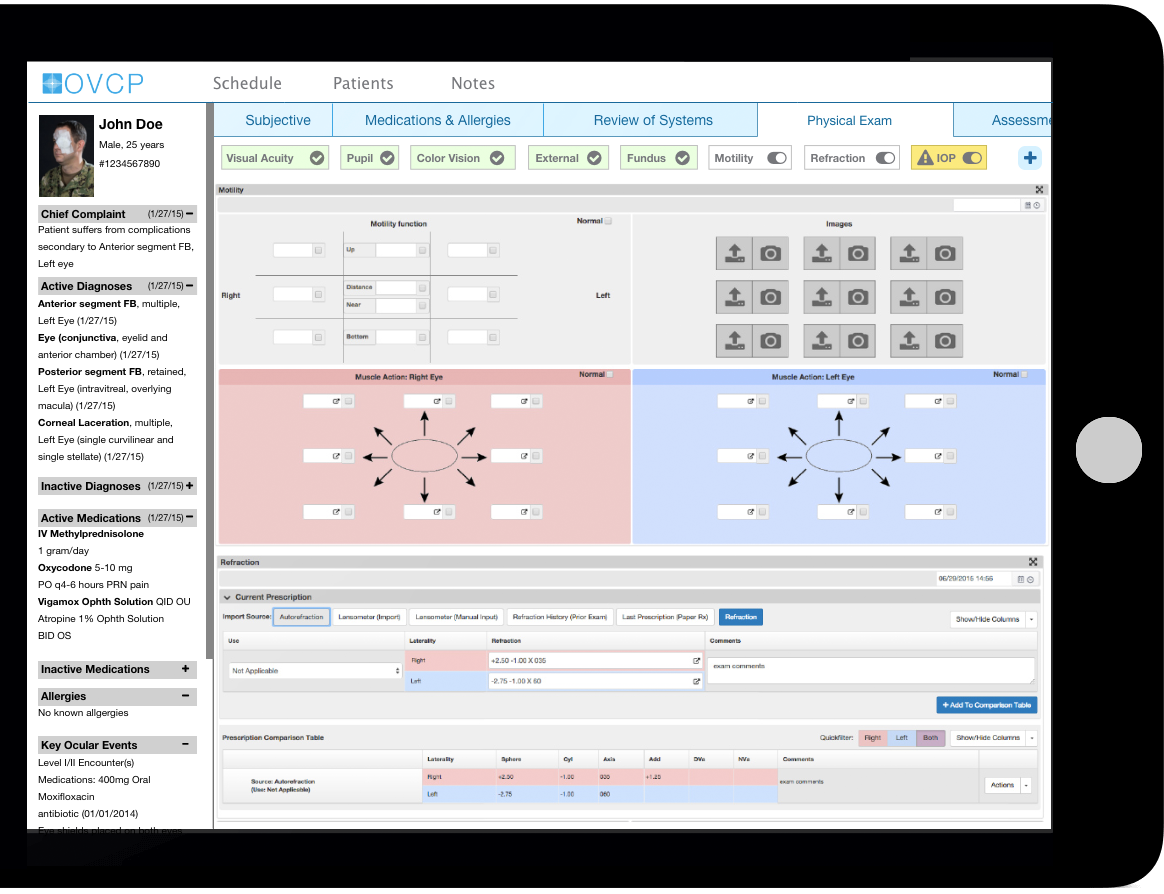 OVCP
Schedule Patients Notes
John Doe
Male, 25 years
#1234567890
Chief Complaint (1/27/15)
Patient suffers from complications
secondary to Anterior segment FB,
Left eye
Active Diagnoses (1/27/15)
Anterior segment FB, multiple,
Left Eye (1/27/15)
Eye (conjunctiva, eyelid and
anterior chamber) (1/27/15)
Posterior segment FB, retained,
Left Eye (intravitreal, overlying
macula) (1/27/15)
Corneal Laceration, multiple,
Left Eye (single curvilinear and
single stellate) (1/27/15)
Inactive Diagnoses (1/27/15)
Active Medications (1/27/15)
IV Methylprednisolone
1 gram/day
Oxycodone 5-10 mg
PO q4-6 hours PRN pain
Vigamox Ophth Solution QID OU
Atropine 1% Ophth Solution
BID OS
Inactive Medications
Allergies
No known allgergies
Key Ocular Events
Level I/II Encounter(s)
Medications: 400mg Oral
Moxifloxacin
antibiotic (01/01/2014)
Eye shields placed on both eyes
Subjective Medications & Allergies Review of Systems Physical Exam Assessme
Visual Acuity Pupil Color Vision External Fundus Motility Refraction IOP
Motility
Motility function Normal
Up
Right Distance Left
Near
Bottom
Images
Muscle Action: Right Eye Normal
Muscle Action: Left Eye Normal
Refraction
06/29/2015 14:56
Current Prescription
Import Source: Autorefraction Lensometer (Import) Lensometer (Manual Input) Refraction History (Prior Exam) Last Prescription (Paper Rx) Refraction
Show/Hide Columns
Use Laterality Refraction Comments
Not Applicable
Right +2.50 -1.00 X 035
Left -2.75 -1.00 X 60
exam comments
+ Add To Comparison Table
Prescription Comparison Table Quickfilter: Right Left Both Show/Hide Columns
Laterality Sphere Cyl Axis Add DVa NVa Comments
Source: Autorefraction
(Use: Not Applicable)
Right +2.50 -1.00 035 +1.25
Left -2.75 -1.00 060
exam comments
Actions